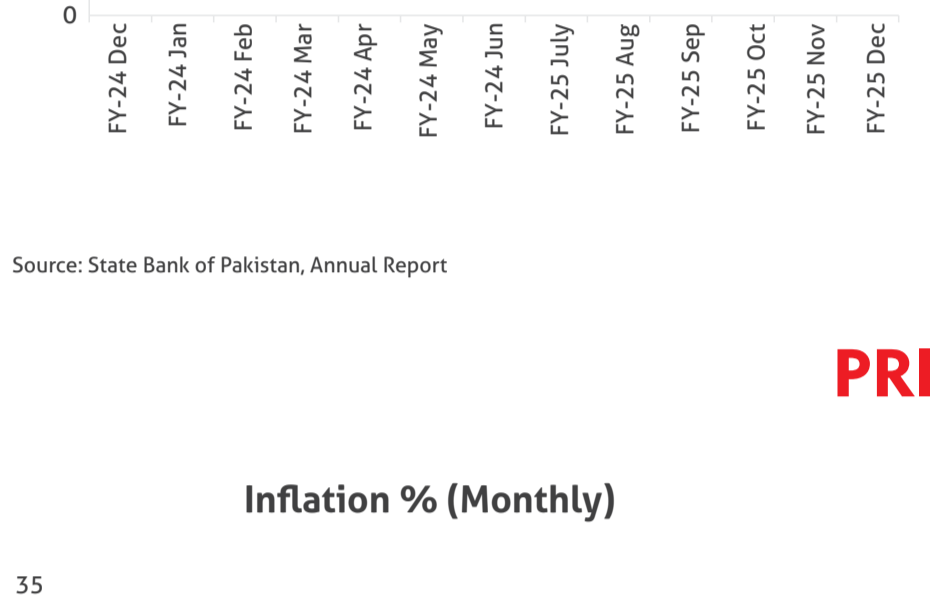 0
FY-24 Dec
FY-24 Jan
FY-24 Feb
FY-24 Mar
FY-24 Apr
FY-24 May
FY-24 Jun
FY-25 July
FY-25 Aug
FY-25 Sep
FY-25 Oct
FY-25 Nov
FY-25 Dec
Source: State Bank of Pakistan, Annual Report
Inflation % (Monthly)
35